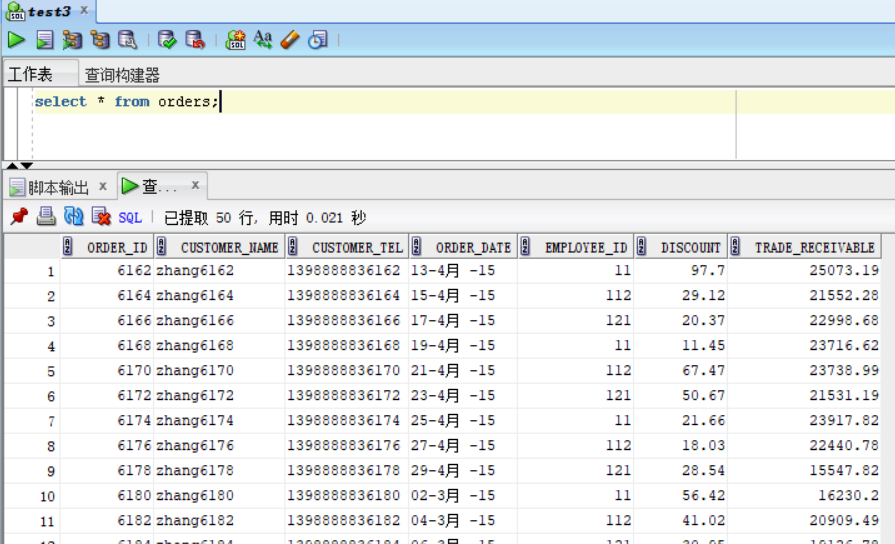 test3
工作表 查询构建器
select * from orders;
脚本输出 x 查... x
SQL | 已提取 50 行, 用时 0.021 秒
ORDER_ID CUSTOMER_NAME CUSTOMER_TEL ORDER_DATE EMPLOYEE_ID DISCOUNT TRADE_RECEIVABLE
1 6162 zhang6162 1398888836162 13-4月 -15 11 97.7 25073.19
2 6164 zhang6164 1398888836164 15-4月 -15 112 29.12 21552.28
3 6166 zhang6166 1398888836166 17-4月 -15 121 20.37 22998.68
4 6168 zhang6168 1398888836168 19-4月 -15 11 11.45 23716.62
5 6170 zhang6170 1398888836170 21-4月 -15 112 67.47 23738.99
6 6172 zhang6172 1398888836172 23-4月 -15 121 50.67 21531.19
7 6174 zhang6174 1398888836174 25-4月 -15 11 21.66 23917.82
8 6176 zhang6176 1398888836176 27-4月 -15 112 18.03 22440.78
9 6178 zhang6178 1398888836178 29-4月 -15 121 28.54 15547.82
10 6180 zhang6180 1398888836180 02-3月 -15 11 56.42 16230.2
11 6182 zhang6182 1398888836182 04-3月 -15 112 41.02 20909.49